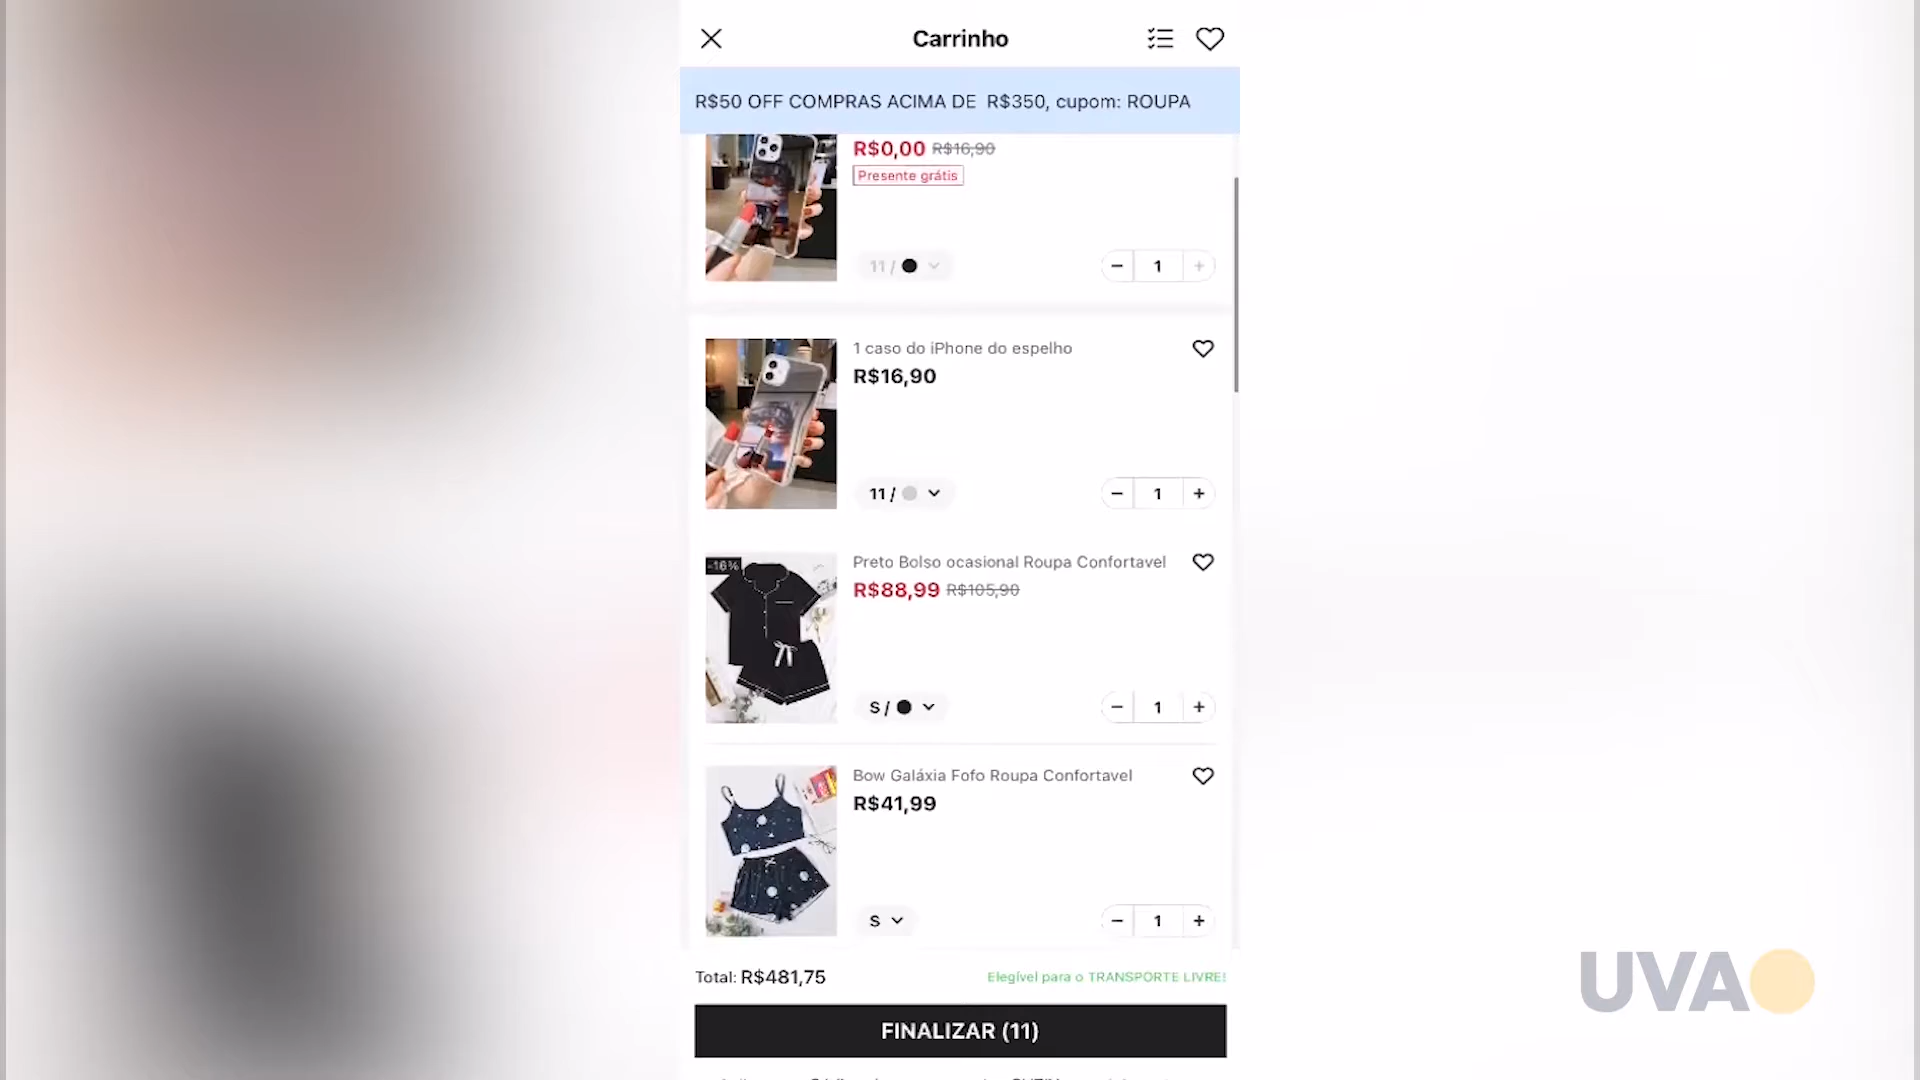 Carrinho
R$50 OFF COMPRAS ACIMA DE R$350, cupom: ROUPA
R$0,00 R$16,90
Presente grátis
11 /
1
1 caso do iPhone do espelho
R$16,90
11 /
1
-16%
Preto Bolso ocasional Roupa Confortavel
R$88,99 R$105,90
S /
1
Bow Galáxia Fofo Roupa Confortavel
R$41,99
S
1
Total: R$481,75
Elegível para o TRANSPORTE LIVRE!
FINALIZAR (11)
UVA